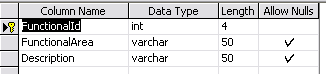 Column Name Data Type Length Allow Nulls
FunctionalId int 4
FunctionalArea varchar 50 ✓
Description varchar 50 ✓